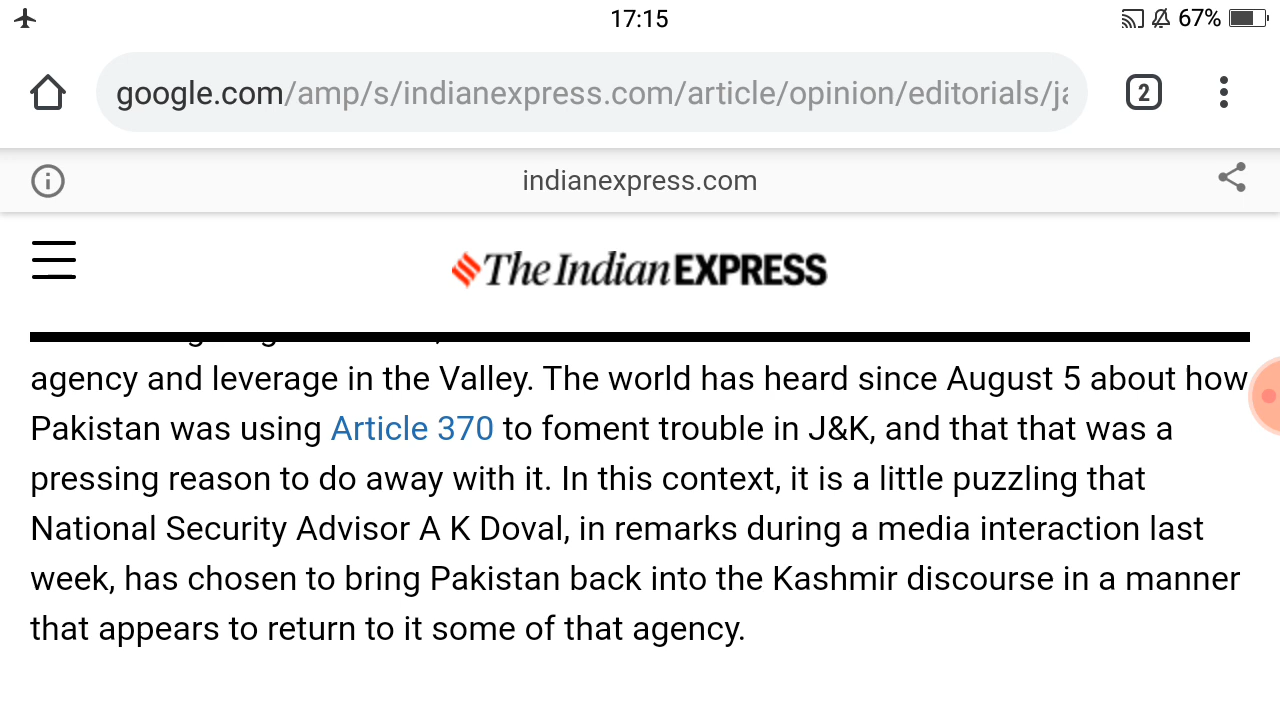 17:15
67%
google.com/amp/s/indianexpress.com/article/opinion/editorials/ja
2
indianexpress.com
The Indian EXPRESS
agency and leverage in the Valley. The world has heard since August 5 about how
Pakistan was using Article 370 to foment trouble in J&K, and that that was a
pressing reason to do away with it. In this context, it is a little puzzling that
National Security Advisor A K Doval, in remarks during a media interaction last
week, has chosen to bring Pakistan back into the Kashmir discourse in a manner
that appears to return to it some of that agency.